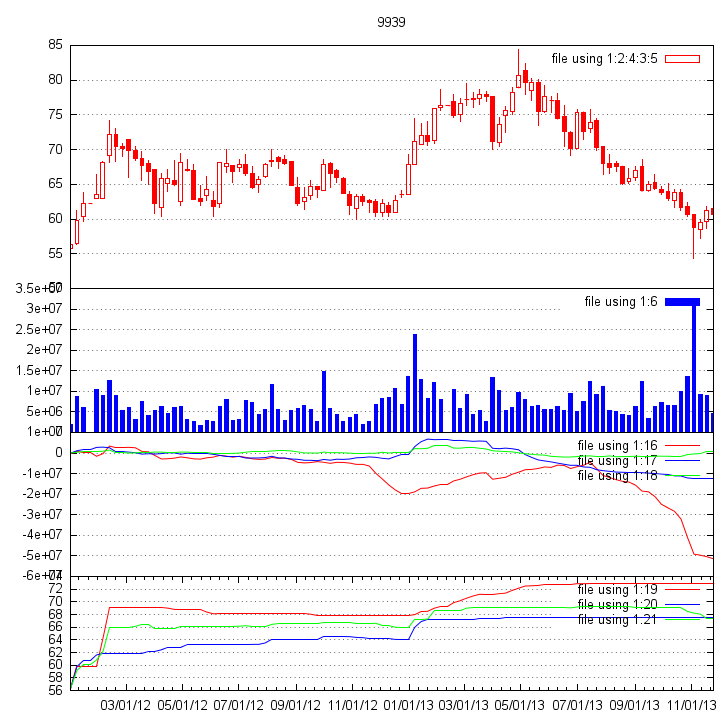 9939
file using 1:2:4:3:5
85
80
75
70
65
60
55
50
file using 1:6
3.5e+07
3e+07
2.5e+07
2e+07
1.5e+07
1e+07
5e+06
0
file using 1:16
file using 1:17
file using 1:18
1e+07
0
-1e+07
-2e+07
-3e+07
-4e+07
-5e+07
-6e+07
file using 1:19
file using 1:20
file using 1:21
72
70
68
66
64
62
60
58
56
03/01/12 05/01/12 07/01/12 09/01/12 11/01/12 01/01/13 03/01/13 05/01/13 07/01/13 09/01/13 11/01/13